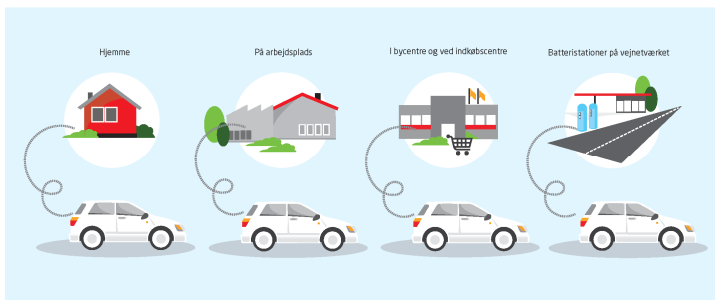 Hjemme
På arbejdsplads
I bycentre og ved indkøbscentre
Batteristationer på vejnetværket